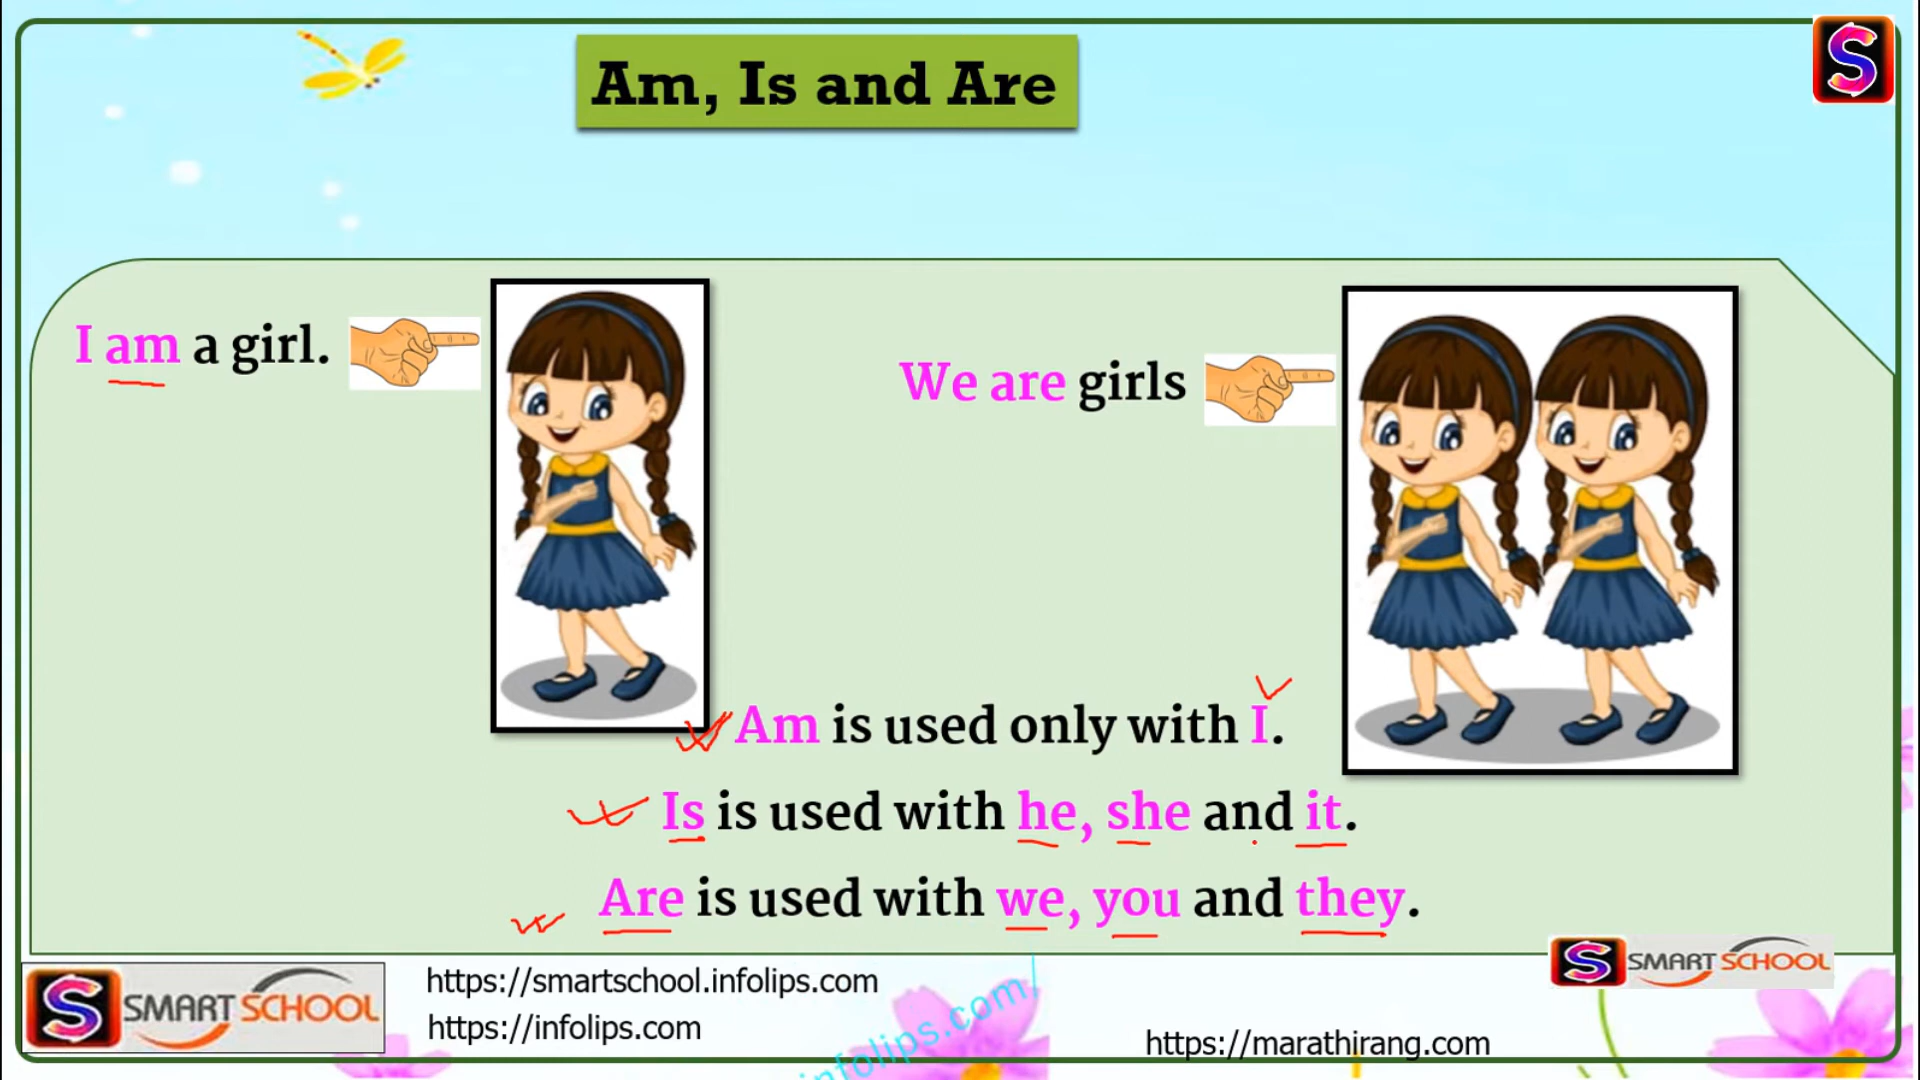 Am, Is and Are
S
I am a girl.
We are girls
Am is used only with I.
Is is used with he, she and it.
Are is used with we, you and they.
S SMART SCHOOL
S SMART SCHOOL
https://smartschool.infolips.com
https://infolips.com
infolips.com/
https://marathirang.com